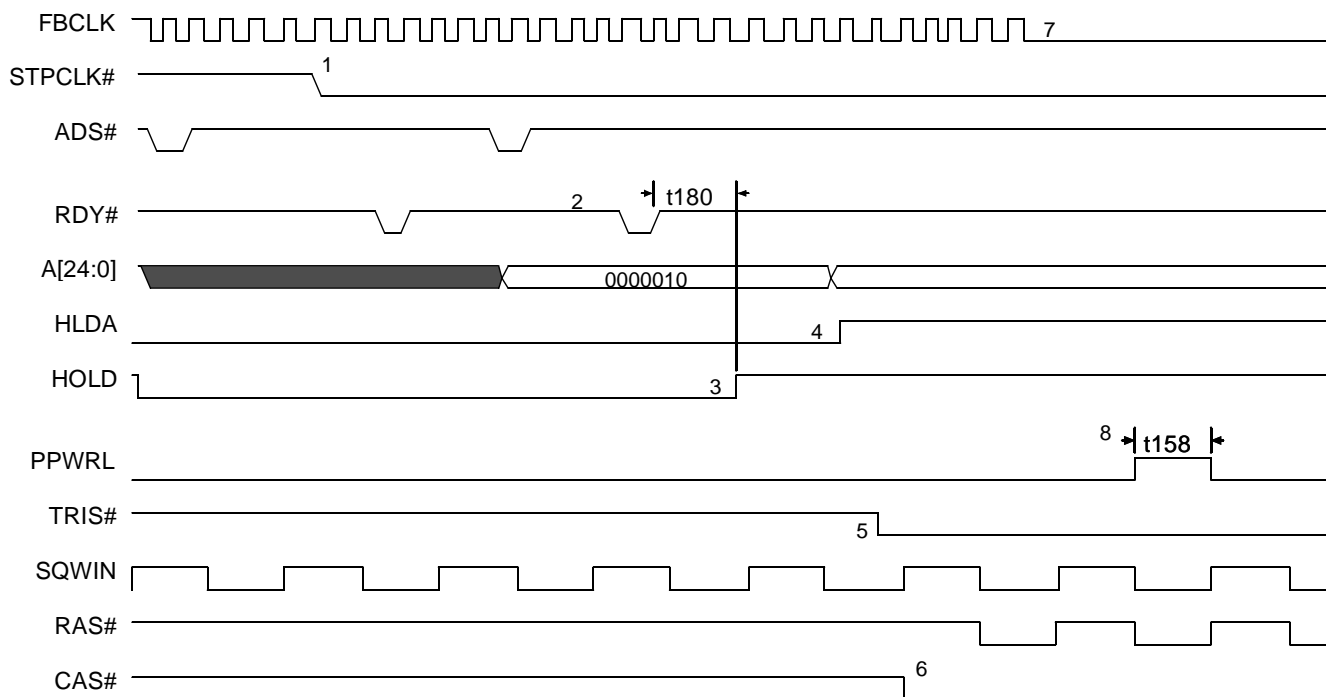 FBCLK
7
STPCLK#
1
ADS#
RDY#
2
t180
A[24:0]
0000010
HLDA
4
HOLD
3
PPWRL
8
t158
TRIS#
5
SQWIN
RAS#
CAS#
6